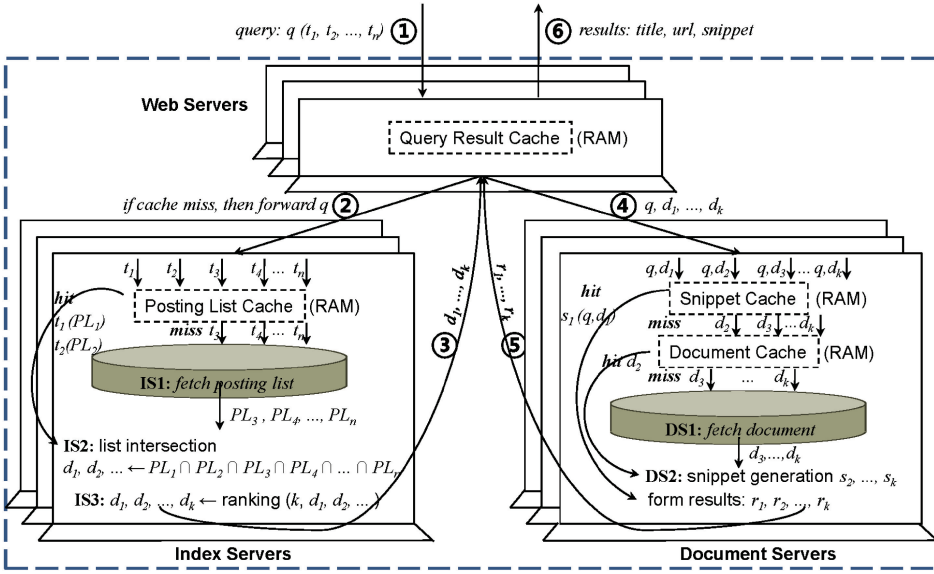 query: q (t1, t2, ..., tn) ① ⑥ results: title, url, snippet
Web Servers
Query Result Cache (RAM)
if cache miss, then forward q ② ④ q, d1, ..., dk
t1 t2 t3 t4 ... tn
hit Posting List Cache (RAM)
t1 (PL1) miss t3 t4 ... tn
t2(PL2)
IS1: fetch posting list
PL3 , PL4, ..., PLn
IS2: list intersection
d1, d2, ... ← PL1 ∩ PL2 ∩ PL3 ∩ PL4 ∩ ... ∩ PLn
IS3: d1, d2, ..., dk ← ranking (k, d1, d2, ...)
Index Servers
③ d1, ..., dk
⑤ r1, ..., rk
q,d1 q,d2 q,d3 ... q,dk
hit Snippet Cache (RAM)
s1 (q,d1) miss d2 d3 ... dk
hit d2 Document Cache (RAM)
miss d3 ... dk
DS1: fetch document
d3,...,dk
DS2: snippet generation s2, ..., sk
form results: r1, r2, ..., rk
Document Servers